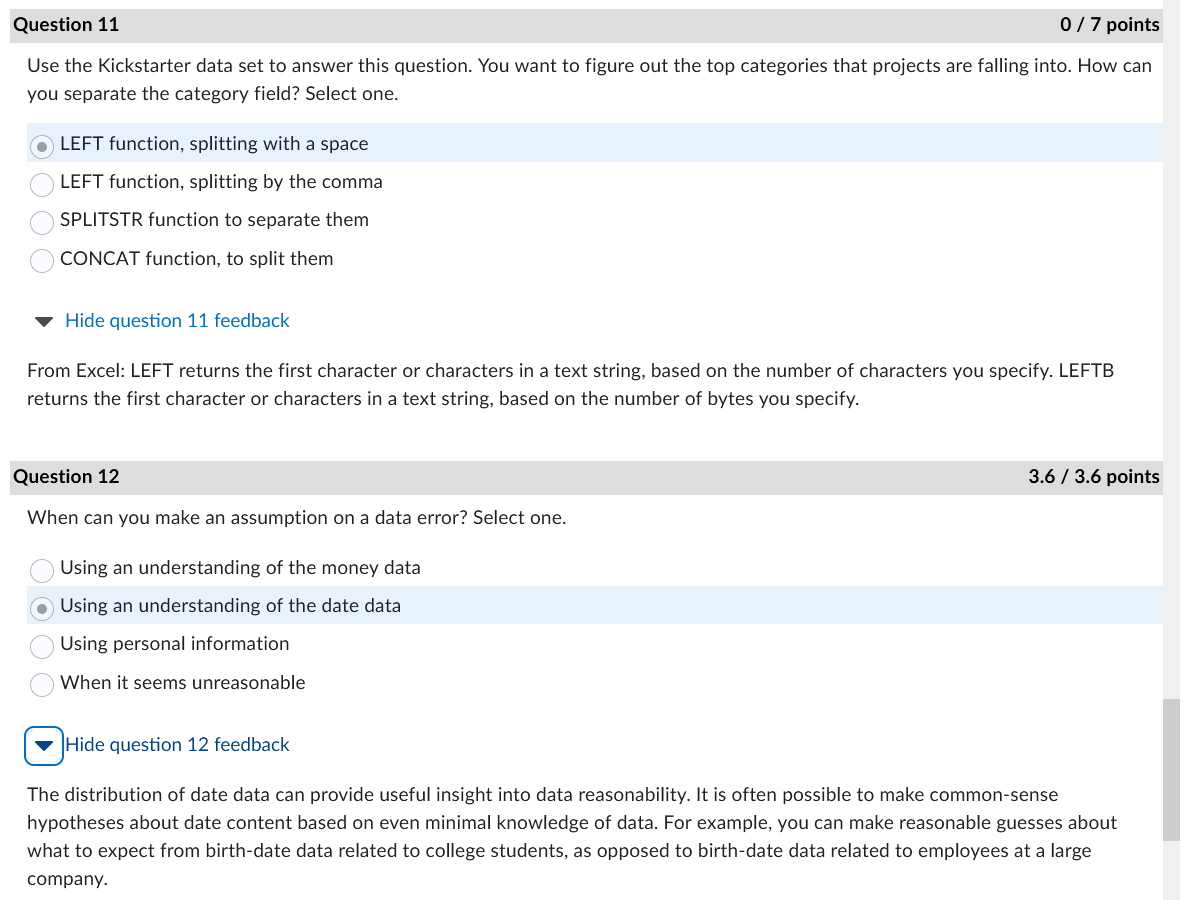 Question 11
0 / 7 points
Use the Kickstarter data set to answer this question. You want to figure out the top categories that projects are falling into. How can
you separate the category field? Select one.
LEFT function, splitting with a space
LEFT function, splitting by the comma
SPLITSTR function to separate them
CONCAT function, to split them
Hide question 11 feedback
From Excel: LEFT returns the first character or characters in a text string, based on the number of characters you specify. LEFTB
returns the first character or characters in a text string, based on the number of bytes you specify.
Question 12
3.6 / 3.6 points
When can you make an assumption on a data error? Select one.
Using an understanding of the money data
Using an understanding of the date data
Using personal information
When it seems unreasonable
Hide question 12 feedback
The distribution of date data can provide useful insight into data reasonability. It is often possible to make common-sense
hypotheses about date content based on even minimal knowledge of data. For example, you can make reasonable guesses about
what to expect from birth-date data related to college students, as opposed to birth-date data related to employees at a large
company.